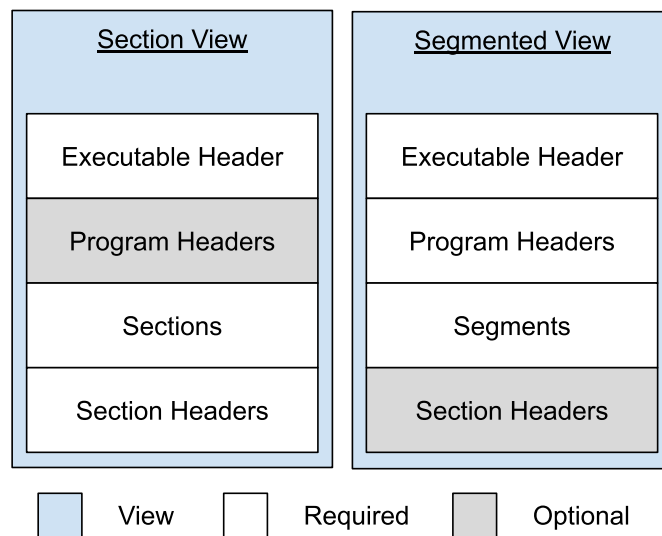 Section View
Executable Header
Program Headers
Sections
Section Headers
Segmented View
Executable Header
Program Headers
Segments
Section Headers
View
Required
Optional